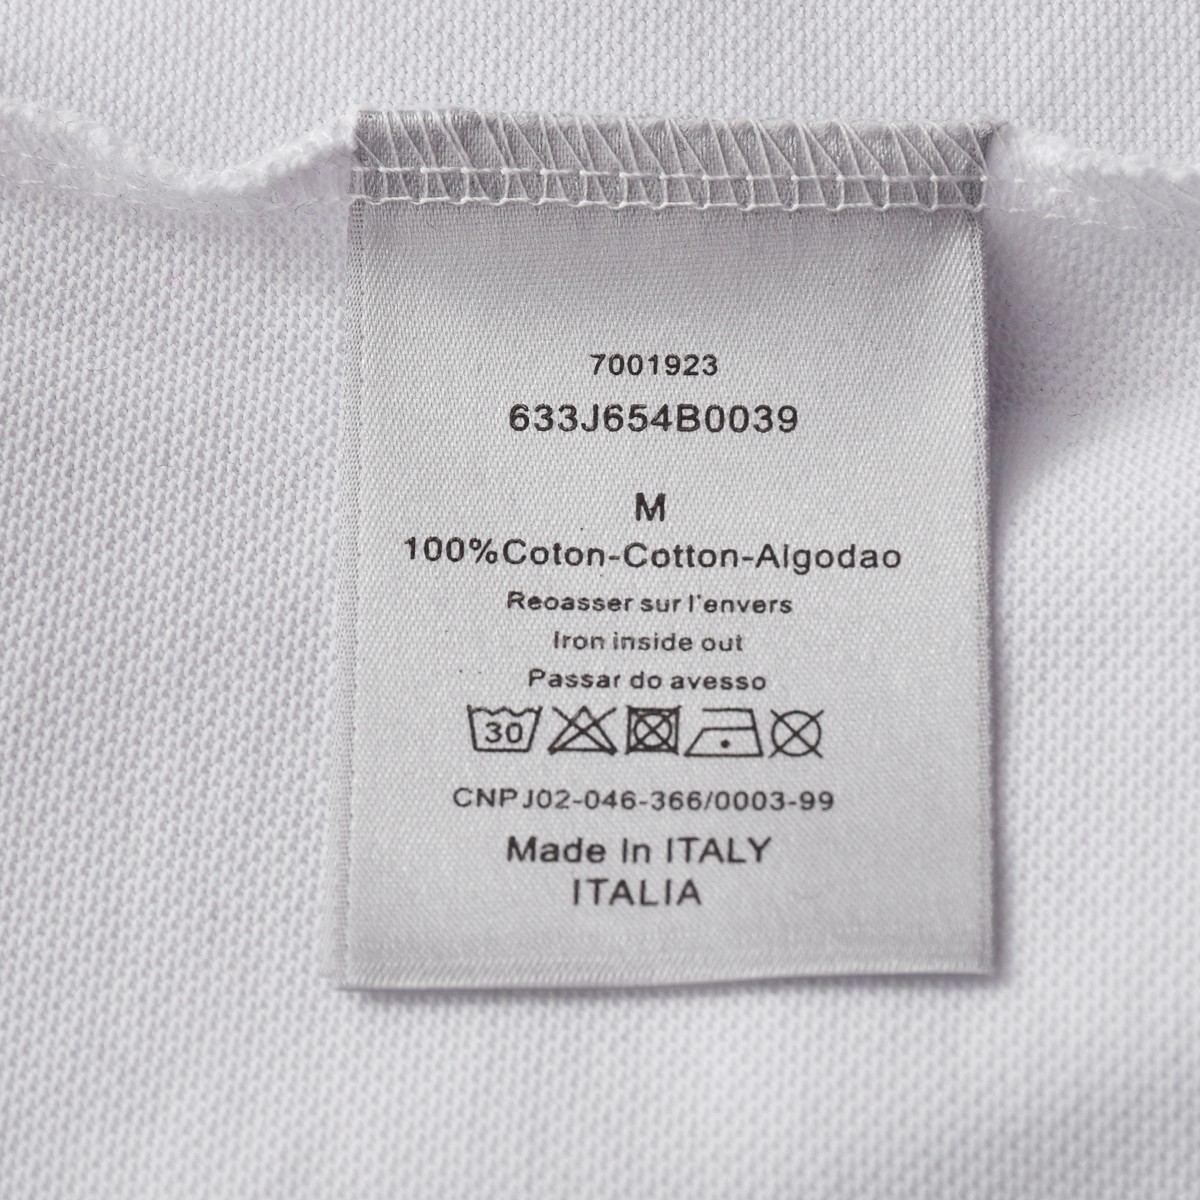 7001923
633J654B0039
M
100%Coton-Cotton-Algodao
Reoasser sur l'envers
Iron inside out
Passar do avesso
30
CNPJ02-046-366/0003-99
Made In ITALY
ITALIA